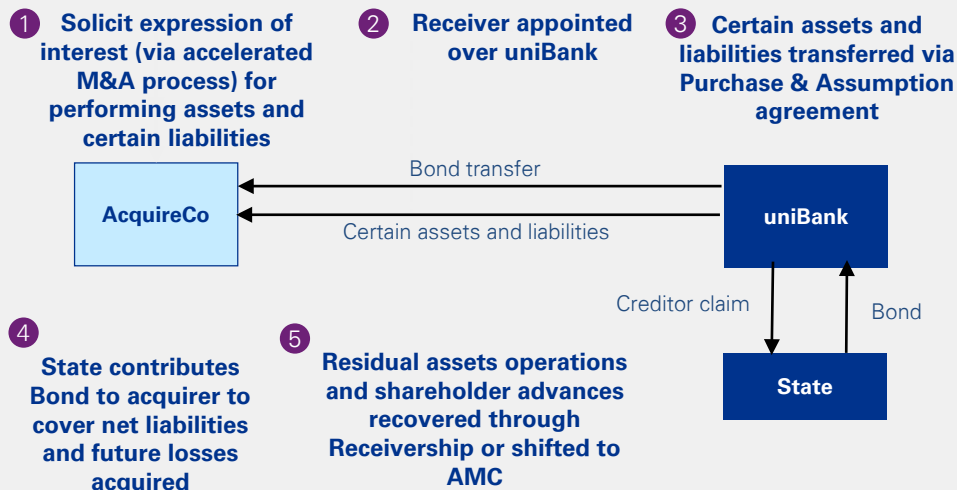 1
Solicit expression of
interest (via accelerated
M&A process) for
performing assets and
certain liabilities
2
Receiver appointed
over uniBank
3
Certain assets and
liabilities transferred via
Purchase & Assumption
agreement
Bond transfer
AcquireCo
uniBank
Certain assets and liabilities
Creditor claim
Bond
State
4
State contributes
Bond to acquirer to
cover net liabilities
and future losses
acquired
5
Residual assets operations
and shareholder advances
recovered through
Receivership or shifted to
AMC